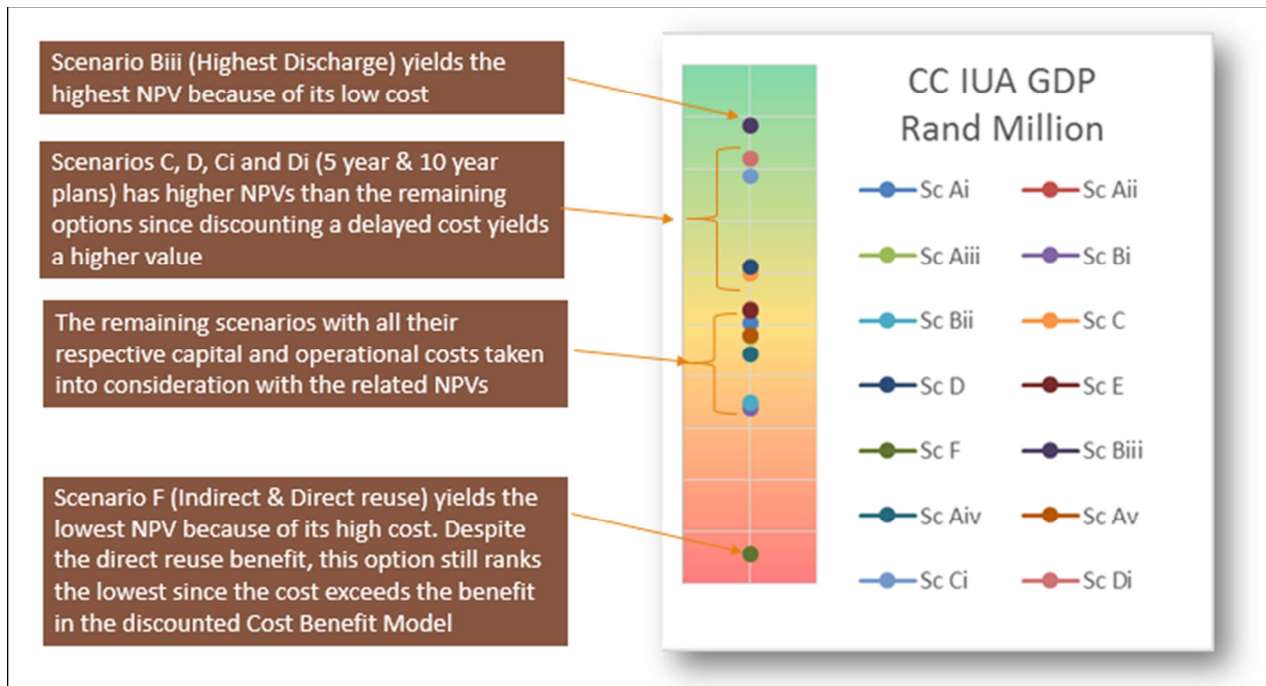 Scenario Biii (Highest Discharge) yields the
highest NPV because of its low cost
Scenarios C, D, Ci and Di (5 year & 10 year
plans) has higher NPVs than the remaining
options since discounting a delayed cost yields
a higher value
The remaining scenarios with all their
respective capital and operational costs taken
into consideration with the related NPVs
Scenario F (Indirect & Direct reuse) yields the
lowest NPV because of its high cost. Despite
the direct reuse benefit, this option still ranks
the lowest since the cost exceeds the benefit
in the discounted Cost Benefit Model
CC IUA GDP
Rand Million
Sc Ai Sc Aii
Sc Aiii Sc Bi
Sc Bii Sc C
Sc D Sc E
Sc F Sc Biii
Sc Aiv Sc Av
Sc Ci Sc Di